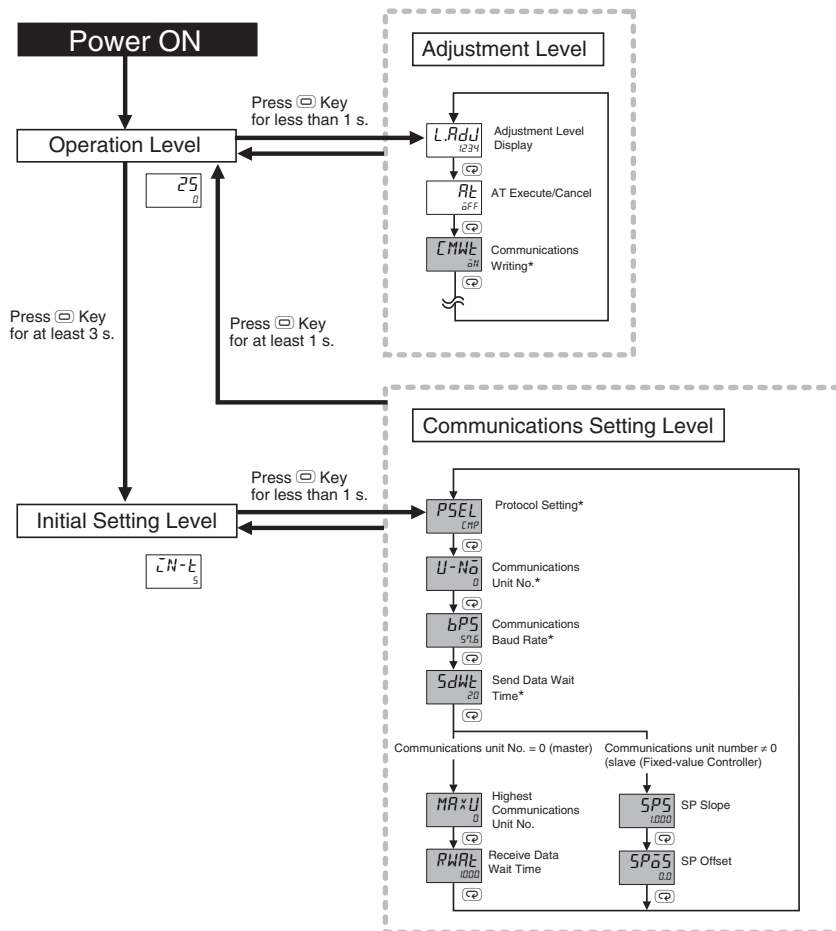 Power ON
Adjustment Level
Press Key
for less than 1 s.
Operation Level
25
0
L.AdJ
1234
Adjustment Level
Display
At
oFF
AT Execute/Cancel
CMWt
oN
Communications
Writing*
Press Key
for at least 3 s.
Press Key
for at least 1 s.
Communications Setting Level
Press Key
for less than 1 s.
Initial Setting Level
IN-t
5
PSEL
CMP
Protocol Setting*
U-No
0
Communications
Unit No.*
bPS
57.6
Communications
Baud Rate*
SdWt
20
Send Data Wait
Time*
Communications unit No. = 0 (master)
Communications unit number ≠ 0
(slave (Fixed-value Controller)
MAxU
0
Highest
Communications
Unit No.
RWAt
1000
Receive Data
Wait Time
SPS
1.000
SP Slope
SPoS
0.0
SP Offset